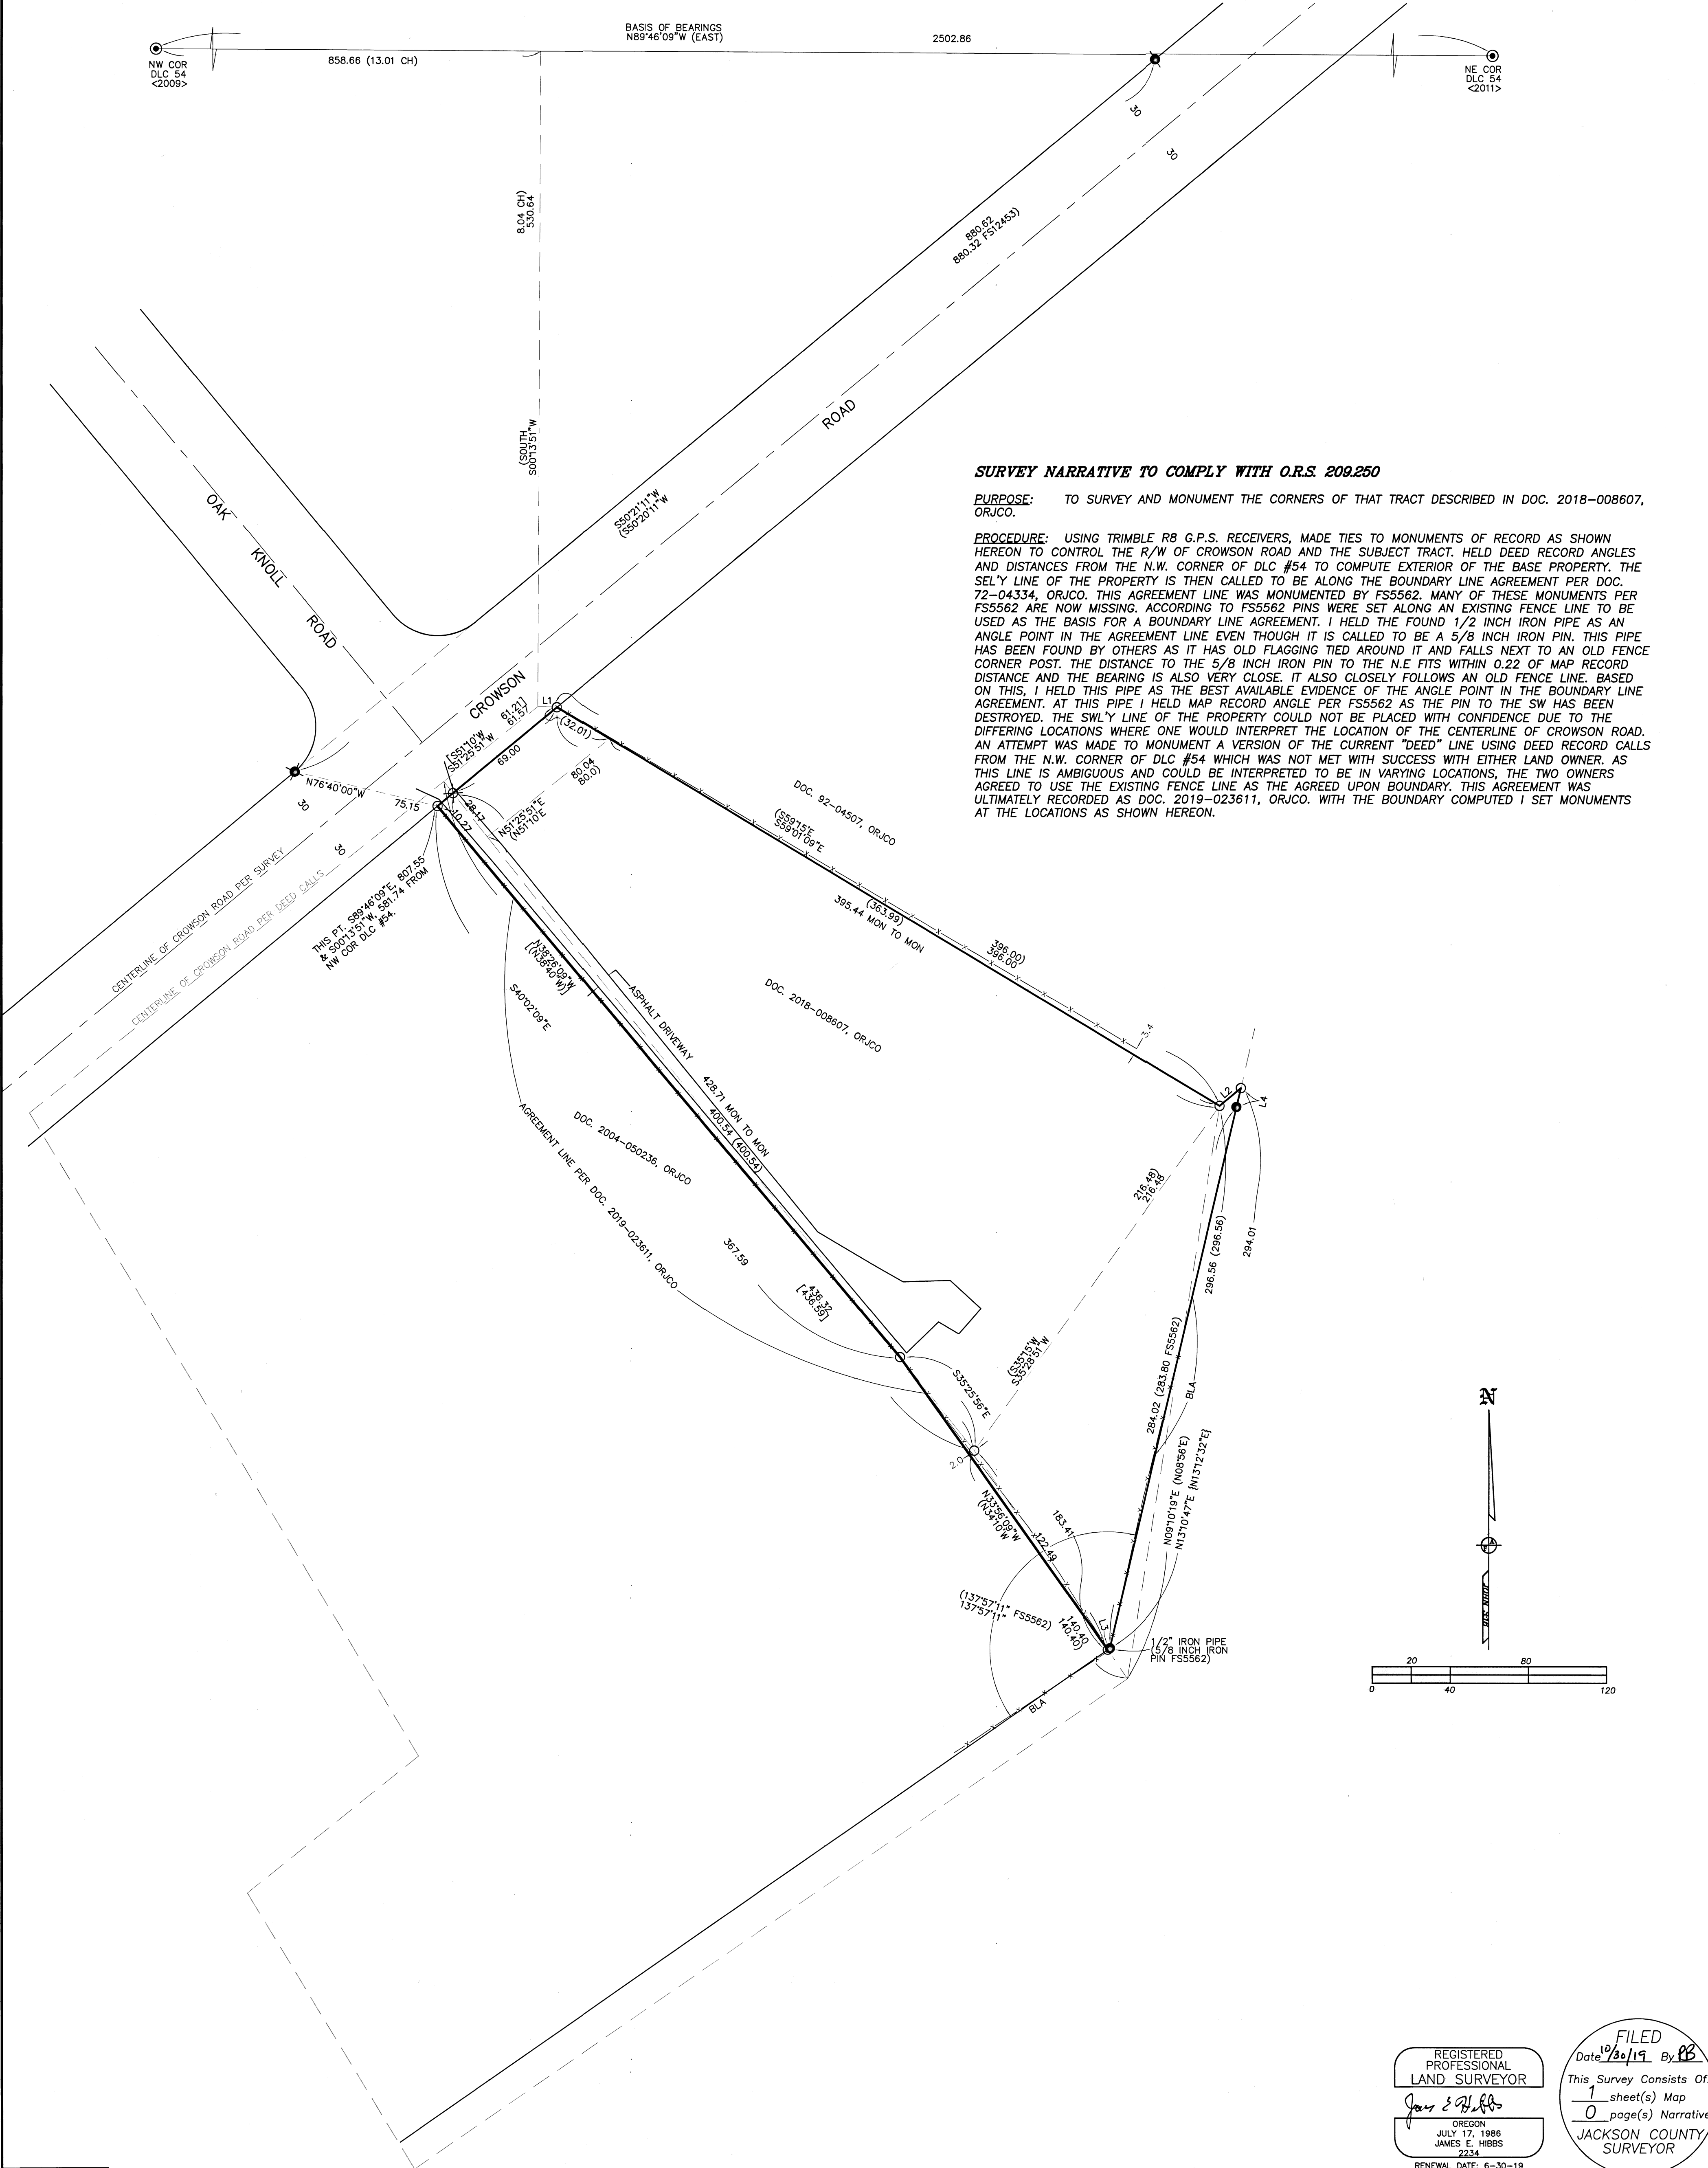 BASIS OF BEARINGS
N89°46'09"W (EAST)
2502.86
858.66 (13.01 CH)
NW COR
DLC 54
<2009>
NE COR
DLC 54
<2011>
30
30
8.04 CH)
530.64
(SOUTH
S00°13'51"W
880.62
880.32 FS12453)
ROAD
S50°21'11"W
(S50°20'11"W
OAK
KNOLL
ROAD
CROWSON
SURVEY NARRATIVE TO COMPLY WITH O.R.S. 209.250
PURPOSE: TO SURVEY AND MONUMENT THE CORNERS OF THAT TRACT DESCRIBED IN DOC. 2018-008607,
ORJCO.
PROCEDURE: USING TRIMBLE R8 G.P.S. RECEIVERS, MADE TIES TO MONUMENTS OF RECORD AS SHOWN
HEREON TO CONTROL THE R/W OF CROWSON ROAD AND THE SUBJECT TRACT. HELD DEED RECORD ANGLES
AND DISTANCES FROM THE N.W. CORNER OF DLC #54 TO COMPUTE EXTERIOR OF THE BASE PROPERTY. THE
SEL'Y LINE OF THE PROPERTY IS THEN CALLED TO BE ALONG THE BOUNDARY LINE AGREEMENT PER DOC.
72-04334, ORJCO. THIS AGREEMENT LINE WAS MONUMENTED BY FS5562. MANY OF THESE MONUMENTS PER
FS5562 ARE NOW MISSING. ACCORDING TO FS5562 PINS WERE SET ALONG AN EXISTING FENCE LINE TO BE
USED AS THE BASIS FOR A BOUNDARY LINE AGREEMENT. I HELD THE FOUND 1/2 INCH IRON PIPE AS AN
ANGLE POINT IN THE AGREEMENT LINE EVEN THOUGH IT IS CALLED TO BE A 5/8 INCH IRON PIN. THIS PIPE
HAS BEEN FOUND BY OTHERS AS IT HAS OLD FLAGGING TIED AROUND IT AND FALLS NEXT TO AN OLD FENCE
CORNER POST. THE DISTANCE TO THE 5/8 INCH IRON PIN TO THE N.E FITS WITHIN 0.22 OF MAP RECORD
DISTANCE AND THE BEARING IS ALSO VERY CLOSE. IT ALSO CLOSELY FOLLOWS AN OLD FENCE LINE. BASED
ON THIS, I HELD THIS PIPE AS THE BEST AVAILABLE EVIDENCE OF THE ANGLE POINT IN THE BOUNDARY LINE
AGREEMENT. AT THIS PIPE I HELD MAP RECORD ANGLE PER FS5562 AS THE PIN TO THE SW HAS BEEN
DESTROYED. THE SWL'Y LINE OF THE PROPERTY COULD NOT BE PLACED WITH CONFIDENCE DUE TO THE
DIFFERING LOCATIONS WHERE ONE WOULD INTERPRET THE LOCATION OF THE CENTERLINE OF CROWSON ROAD.
AN ATTEMPT WAS MADE TO MONUMENT A VERSION OF THE CURRENT "DEED" LINE USING DEED RECORD CALLS
FROM THE N.W. CORNER OF DLC #54 WHICH WAS NOT MET WITH SUCCESS WITH EITHER LAND OWNER. AS
THIS LINE IS AMBIGUOUS AND COULD BE INTERPRETED TO BE IN VARYING LOCATIONS, THE TWO OWNERS
AGREED TO USE THE EXISTING FENCE LINE AS THE AGREED UPON BOUNDARY. THIS AGREEMENT WAS
ULTIMATELY RECORDED AS DOC. 2019-023611, ORJCO. WITH THE BOUNDARY COMPUTED I SET MONUMENTS
AT THE LOCATIONS AS SHOWN HEREON.
L1
61.21]
61.57
(32.01)
[S51°10'W
S51°25'51"W
69.00
80.04
80.0)
N76°40'00"W
75.15
28.17
10.27
N51°25'51"E
(N51°10'E
30
30
DOC. 92-04507, ORJCO
(S59°15'E
S59°01'09"E
(363.99)
395.44 MON TO MON
396.00)
396.00
CENTERLINE OF CROWSON ROAD PER SURVEY
CENTERLINE OF CROWSON ROAD PER DEED CALLS
THIS PT. S89°46'09"E, 807.55
& S00°13'51"W, 581.74 FROM
NW COR DLC #54.
N38°26'09"W
[(N38°40'W)]
S40°02'09"E
ASPHALT DRIVEWAY
DOC. 2018-008607, ORJCO
3.4
L2
L4
428.71 MON TO MON
400.54 (400.54)
DOC. 2004-050236, ORJCO
AGREEMENT LINE PER DOC. 2019-023611, ORJCO
216.48)
216.48
296.56 (296.56)
294.01
367.59
436.32
[436.59]
(S35°15'W
S35°28'51"W
S35°25'56"E
284.02 (283.80 FS5562)
BLA
2.0
N33°56'09"W
(N34°10'W
122.49
183.41
N09°10'19"E (N08°56'E)
N13°10'47"E {N13°12'32"E}
(137°57'11" FS5562)
137°57'11"
140.40
140.40)
L3
1/2" IRON PIPE
(5/8 INCH IRON
PIN FS5562)
BLA
N
JOHN SIB
20 80
0 40 120
REGISTERED
PROFESSIONAL
LAND SURVEYOR
James E Hibbs
OREGON
JULY 17, 1986
JAMES E. HIBBS
2234
RENEWAL DATE: 6-30-19
FILED
Date 10/30/19 By PB
This Survey Consists Of:
1 sheet(s) Map
0 page(s) Narrative
JACKSON COUNTY
SURVEYOR